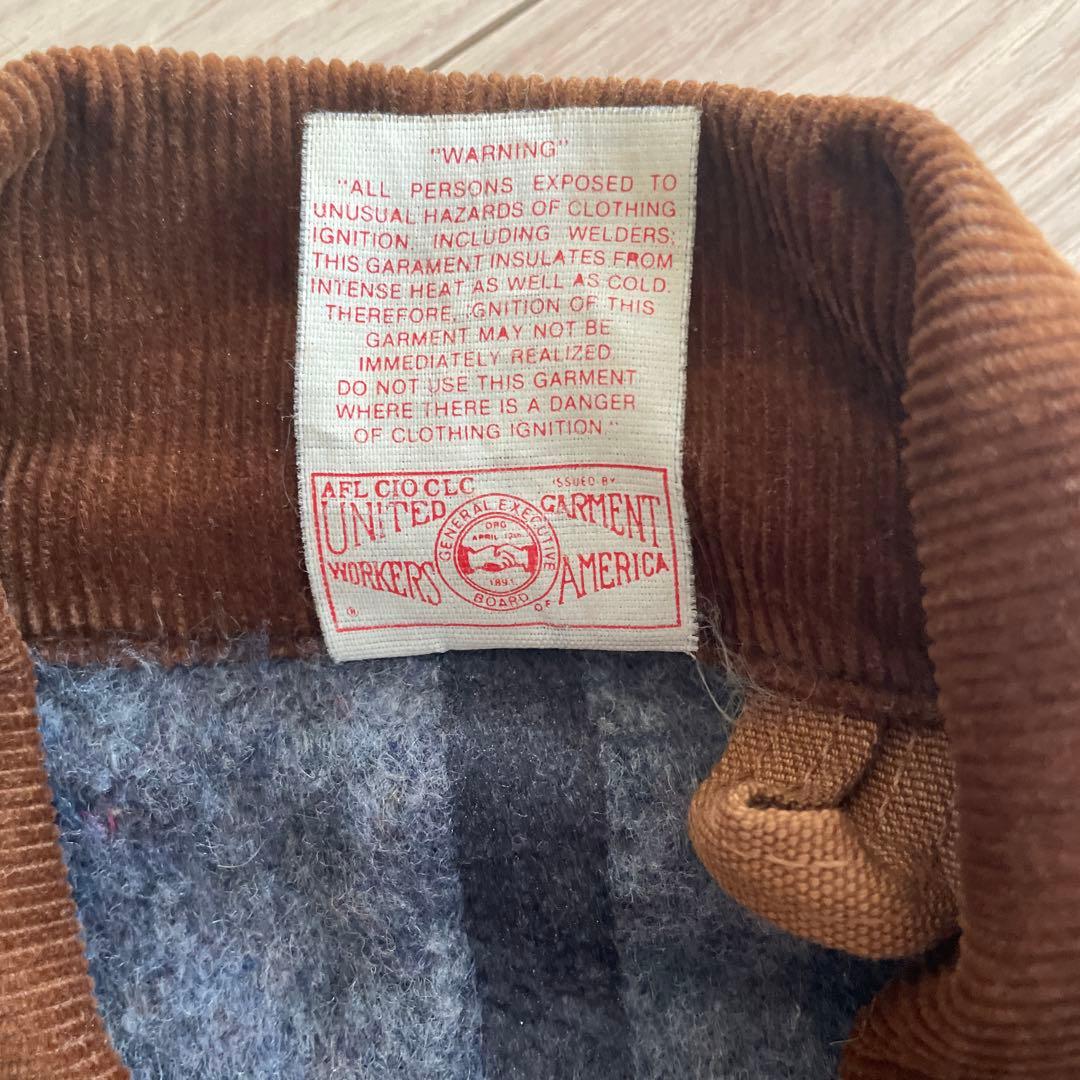 "WARNING"
"ALL PERSONS EXPOSED TO
UNUSUAL HAZARDS OF CLOTHING
IGNITION, INCLUDING WELDERS,
THIS GARAMENT INSULATES FROM
INTENSE HEAT AS WELL AS COLD.
THEREFORE, IGNITION OF THIS
GARMENT MAY NOT BE
IMMEDIATELY REALIZED.
DO NOT USE THIS GARMENT
WHERE THERE IS A DANGER
OF CLOTHING IGNITION."
AFL CIO CLC
ISSUED BY
UNITED GARMENT
WORKERS OF AMERICA
GENERAL EXECUTIVE
BOARD
ORG
APRIL 12th
1891
®